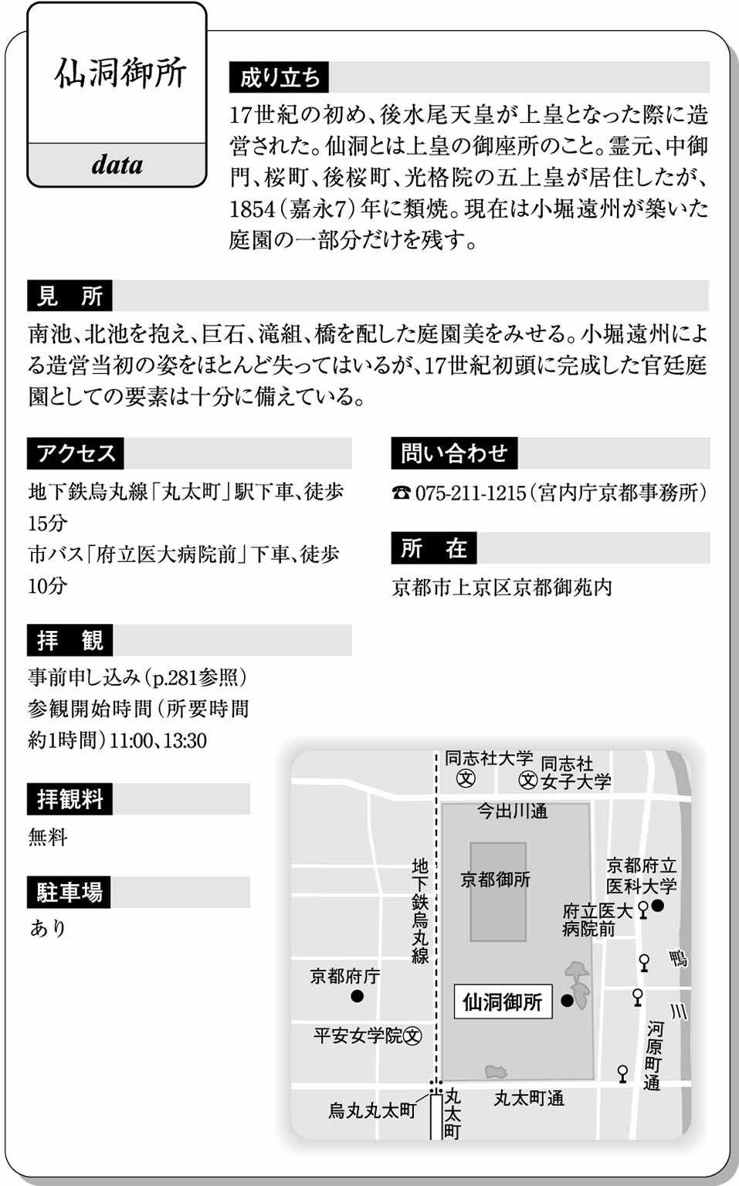 仙洞御所
data
成り立ち
17世紀の初め、後水尾天皇が上皇となった際に造
営された。仙洞とは上皇の御座所のこと。霊元、中御
門、桜町、後桜町、光格院の五上皇が居住したが、
1854(嘉永7)年に類焼。現在は小堀遠州が築いた
庭園の一部分だけを残す。
見 所
南池、北池を抱え、巨石、滝組、橋を配した庭園美をみせる。小堀遠州によ
る造営当初の姿をほとんど失ってはいるが、17世紀初頭に完成した官廷庭
園としての要素は十分に備えている。
アクセス
地下鉄烏丸線「丸太町」駅下車、徒歩
15分
市バス「府立医大病院前」下車、徒歩
10分
問い合わせ
☎075-211-1215(宮内庁京都事務所)
所 在
京都市上京区京都御苑内
拝 観
事前申し込み(p.281参照)
参観開始時間(所要時間
約1時間)11:00、13:30
拝観料
無料
駐車場
あり
同志社大学
文
同志社
女子大学
文
今出川通
地下鉄烏丸線
京都御所
京都府立
医科大学
府立医大
病院前
鴨川
京都府庁
仙洞御所
平安女学院
文
河原町通
烏丸丸太町
丸太町
丸太町通